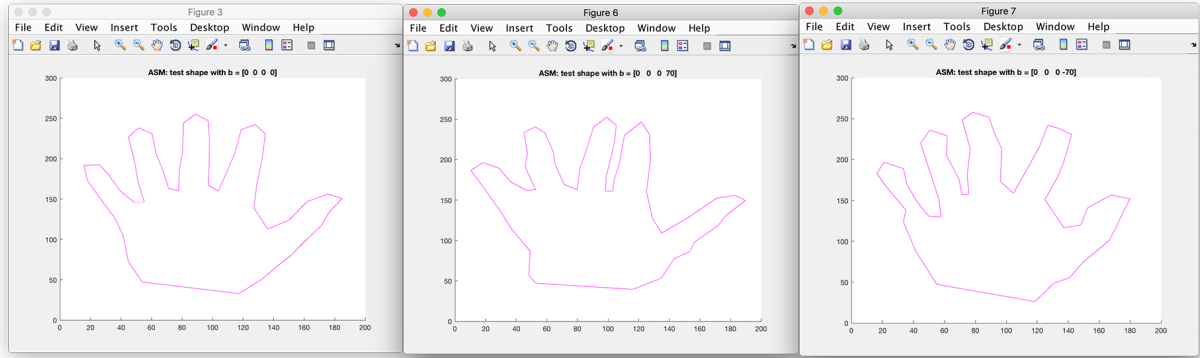 Figure 3
File Edit View Insert Tools Desktop Window Help
ASM: test shape with b = [0 0 0 0]
300
250
200
150
100
50
0
0 20 40 60 80 100 120 140 160 180 200
Figure 6
File Edit View Insert Tools Desktop Window Help
ASM: test shape with b = [0 0 0 70]
300
250
200
150
100
50
0
0 20 40 60 80 100 120 140 160 180 200
Figure 7
File Edit View Insert Tools Desktop Window Help
ASM: test shape with b = [0 0 0 -70]
300
250
200
150
100
50
0
0 20 40 60 80 100 120 140 160 180 200